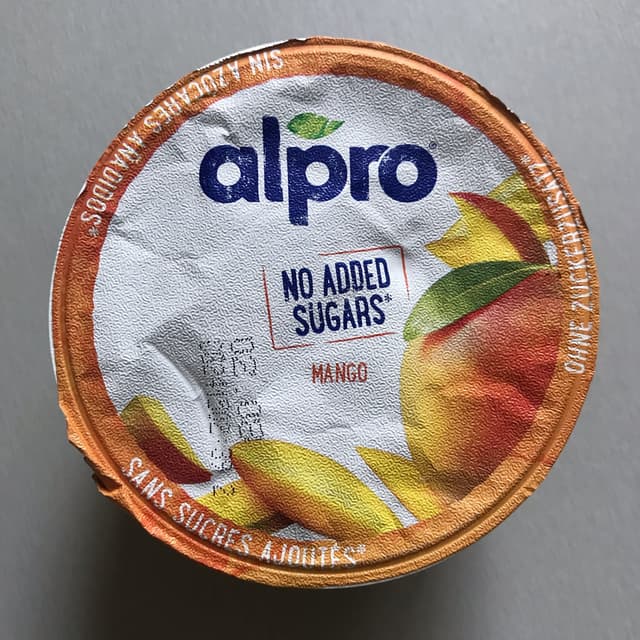 alpro
NO ADDED
SUGARS*
MANGO
SIN AZÚCARES AÑADIDOS*
OHNE ZUCKERZUSATZ*
SANS SUCRES AJOUTÉS*